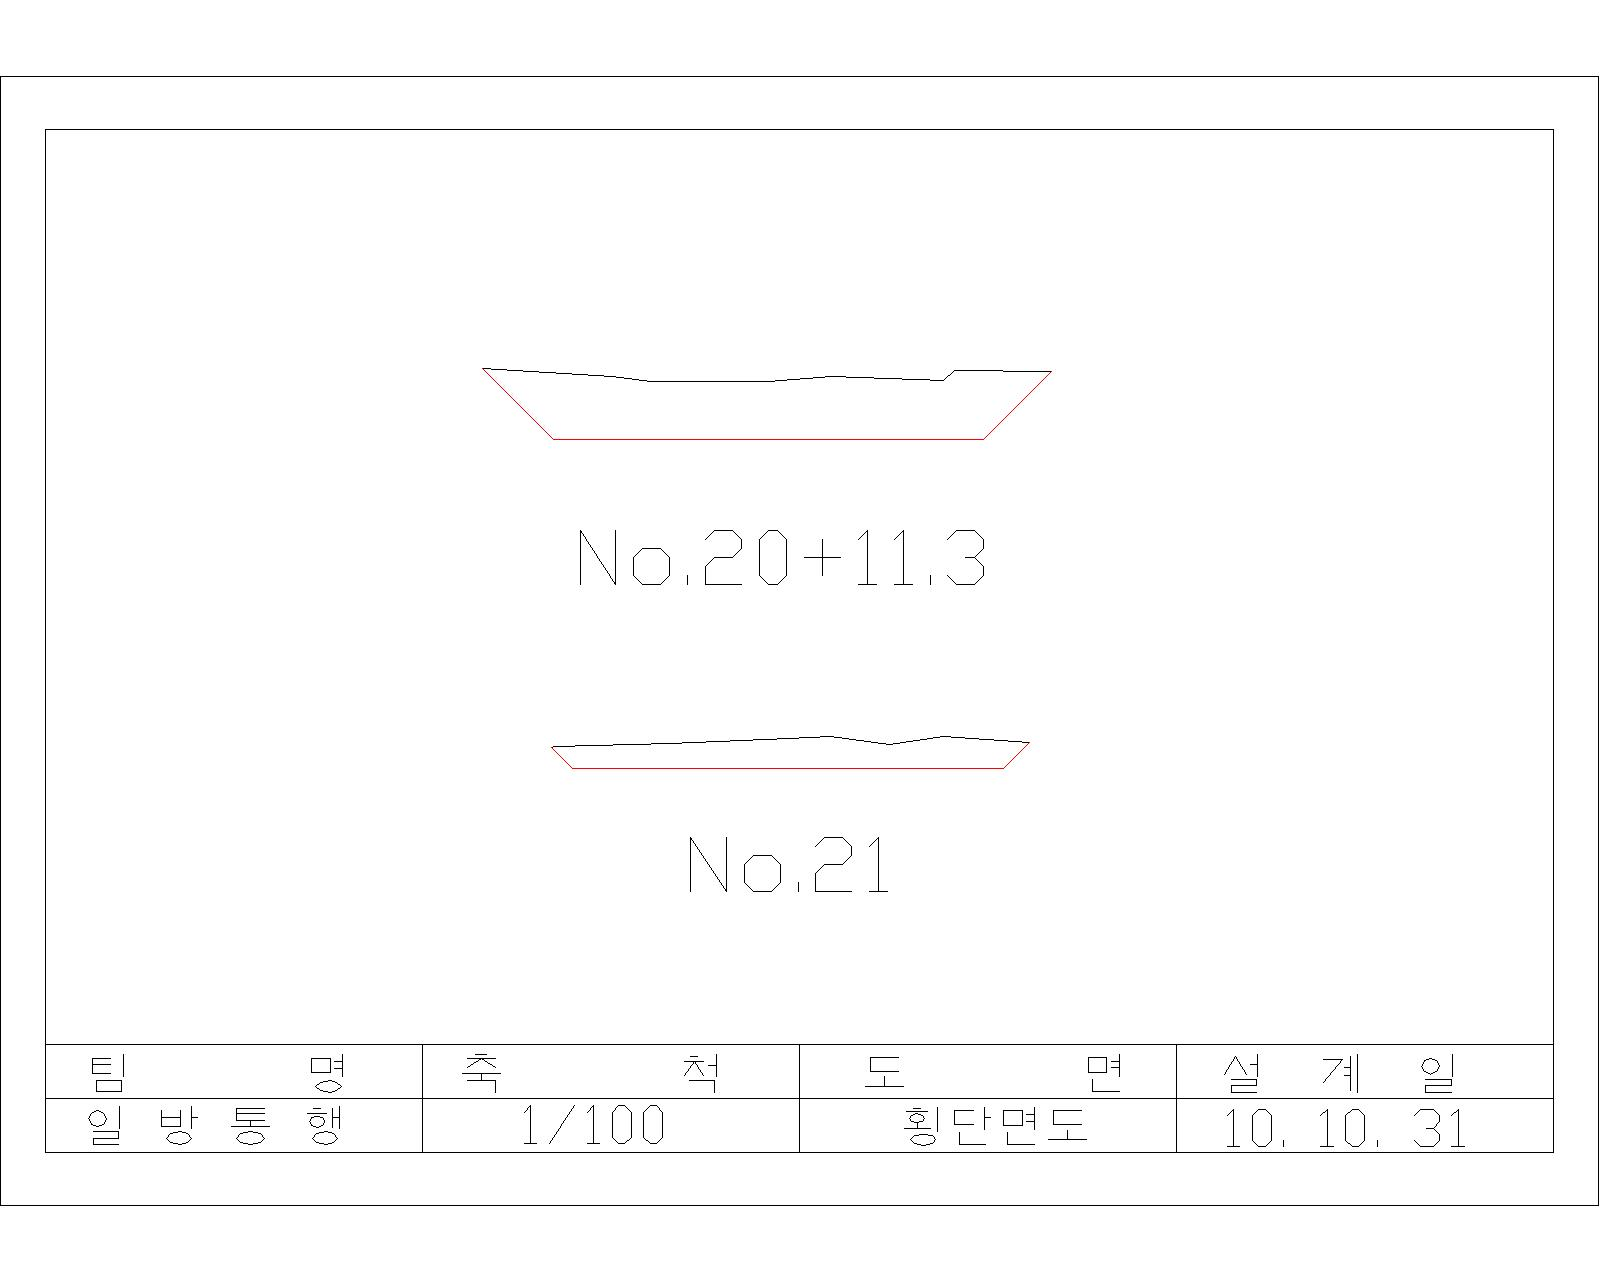 No.20+11.3
No.21
팀 명 축 척 도 면 설 계 일
일 방 통 행 1/100 횡단면도 10. 10. 31